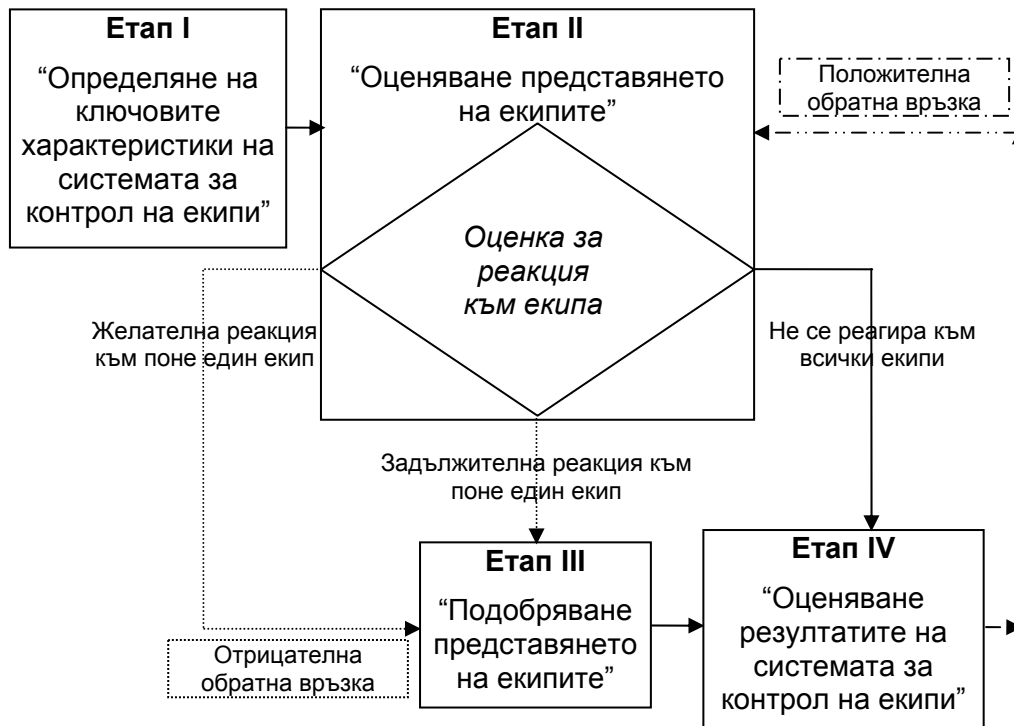 Етап I
“Определяне на
ключовите
характеристики на
системата за
контрол на екипи”
Етап II
“Оценяване представянето
на екипите”
Оценка за
реакция
към екипа
Положителна
обратна връзка
Желателна реакция
към поне един екип
Не се реагира към
всички екипи
Задължителна реакция към
поне един екип
Отрицателна
обратна връзка
Етап III
“Подобряване
представянето
на екипите”
Етап IV
“Оценяване
резултатите на
системата за
контрол на екипи”